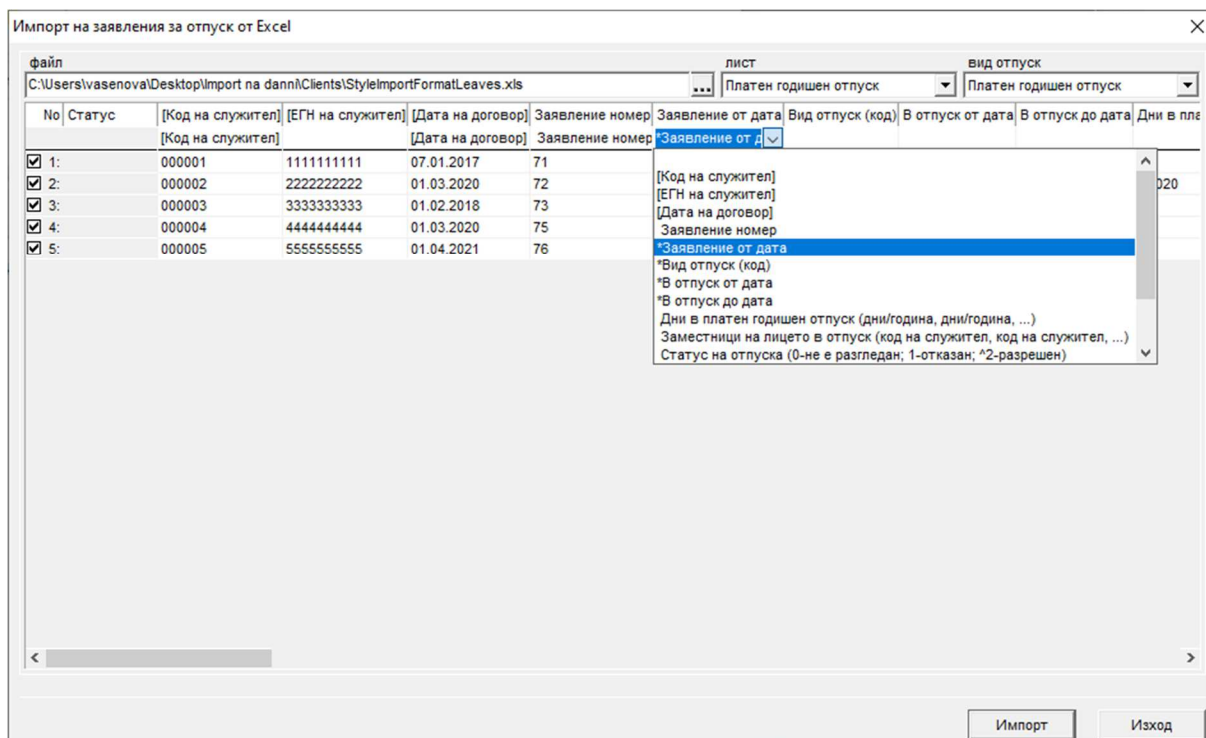 Импорт на заявления за отпуск от Excel
файл лист вид отпуск
C:\Users\vasenova\Desktop\Import na danni\Clients\StyleImportFormatLeaves.xls ... Платен годишен отпуск Платен годишен отпуск
No Статус [Код на служител] [ЕГН на служител] [Дата на договор] Заявление номер Заявление от дата Вид отпуск (код) В отпуск от дата В отпуск до дата Дни в пла
[Код на служител] [Дата на договор] Заявление номер *Заявление от д
1: 000001 1111111111 07.01.2017 71
2: 000002 2222222222 01.03.2020 72 020
3: 000003 3333333333 01.02.2018 73
4: 000004 4444444444 01.03.2020 75
5: 000005 5555555555 01.04.2021 76
[Код на служител]
[ЕГН на служител]
[Дата на договор]
Заявление номер
*Заявление от дата
*Вид отпуск (код)
*В отпуск от дата
*В отпуск до дата
Дни в платен годишен отпуск (дни/година, дни/година, ...)
Заместници на лицето в отпуск (код на служител, код на служител, ...)
Статус на отпуска (0-не е разгледан; 1-отказан; ^2-разрешен)
Импорт Изход